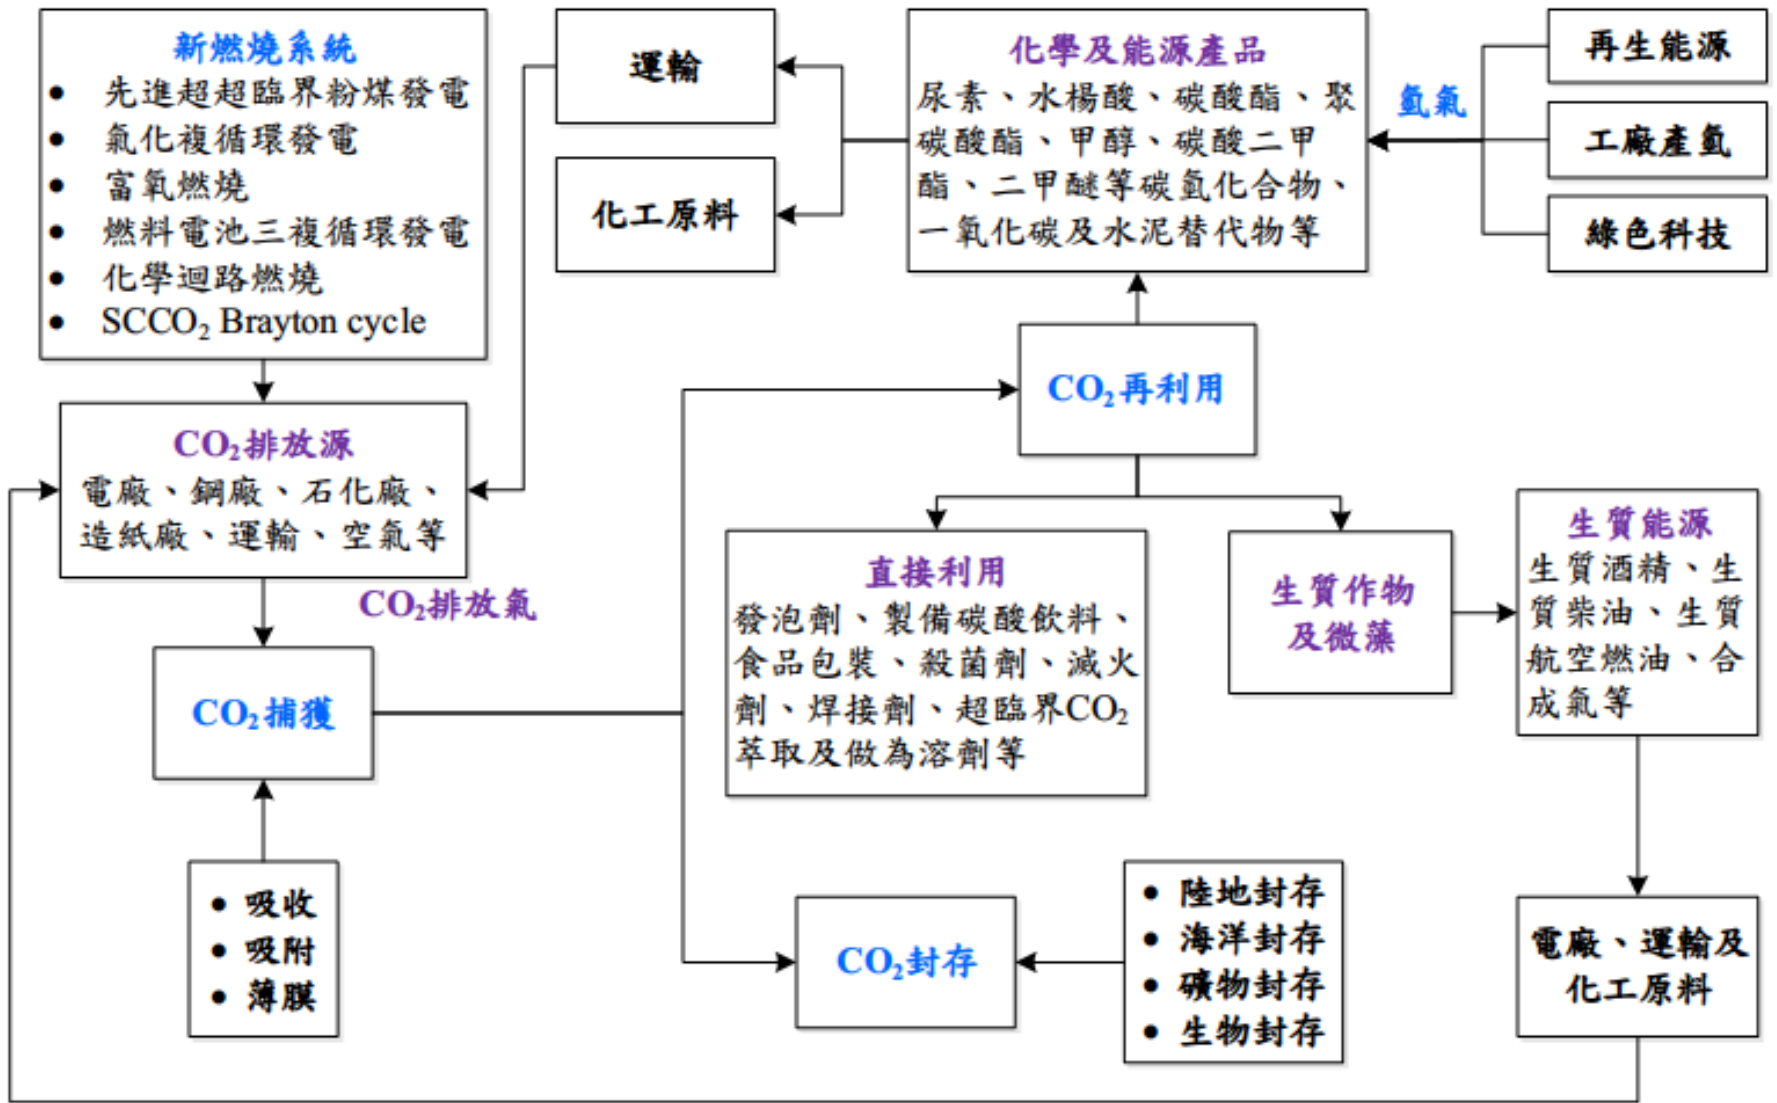 新燃燒系統
• 先進超超臨界粉煤發電
• 氣化複循環發電
• 富氧燃燒
• 燃料電池三複循環發電
• 化學迴路燃燒
• SCCO₂ Brayton cycle
運輸
化工原料
化學及能源產品
尿素、水楊酸、碳酸酯、聚
碳酸酯、甲醇、碳酸二甲
酯、二甲醚等碳氫化合物、
一氧化碳及水泥替代物等
氫氣
再生能源
工廠產氫
綠色科技
CO₂再利用
CO₂排放源
電廠、鋼廠、石化廠、
造紙廠、運輸、空氣等
CO₂排放氣
CO₂捕獲
• 吸收
• 吸附
• 薄膜
直接利用
發泡劑、製備碳酸飲料、
食品包裝、殺菌劑、滅火
劑、焊接劑、超臨界CO₂
萃取及做為溶劑等
生質作物
及微藻
生質能源
生質酒精、生
質柴油、生質
航空燃油、合
成氣等
CO₂封存
• 陸地封存
• 海洋封存
• 礦物封存
• 生物封存
電廠、運輸及
化工原料